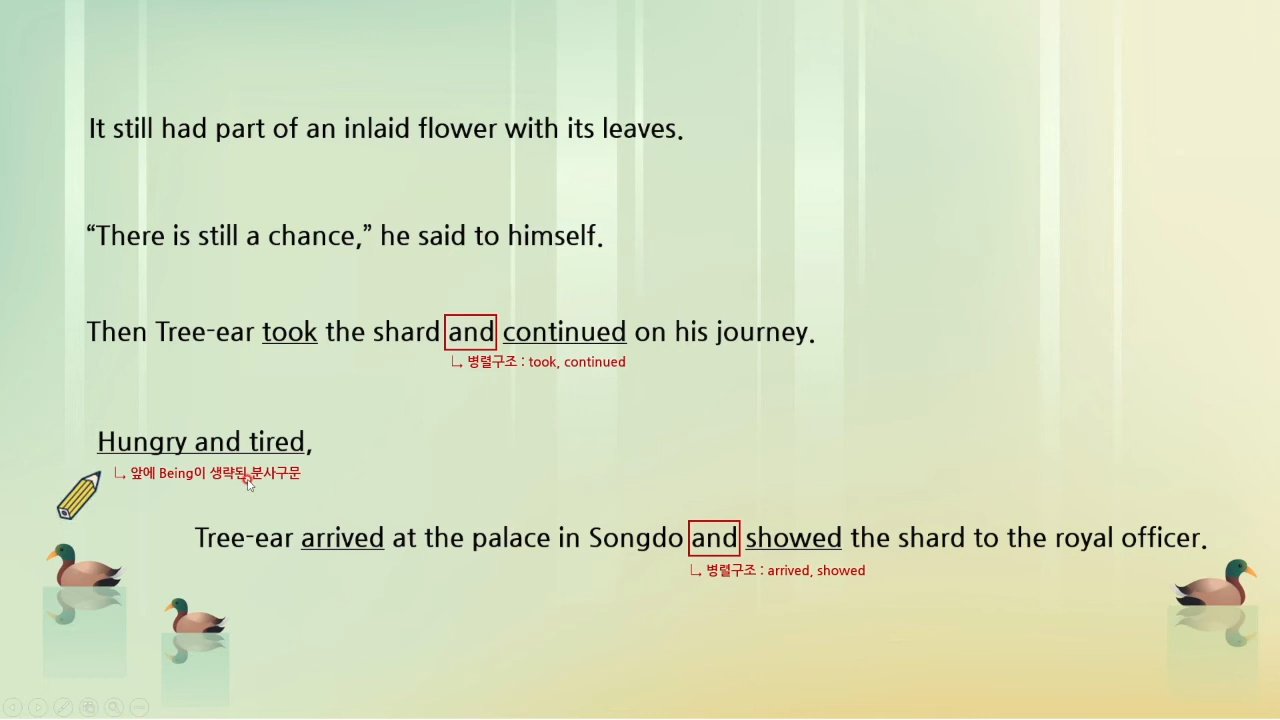 It still had part of an inlaid flower with its leaves.
“There is still a chance,” he said to himself.
Then Tree-ear took the shard and continued on his journey.
↳ 병렬구조 : took, continued
Hungry and tired,
↳ 앞에 Being이 생략된 분사구문
Tree-ear arrived at the palace in Songdo and showed the shard to the royal officer.
↳ 병렬구조 : arrived, showed